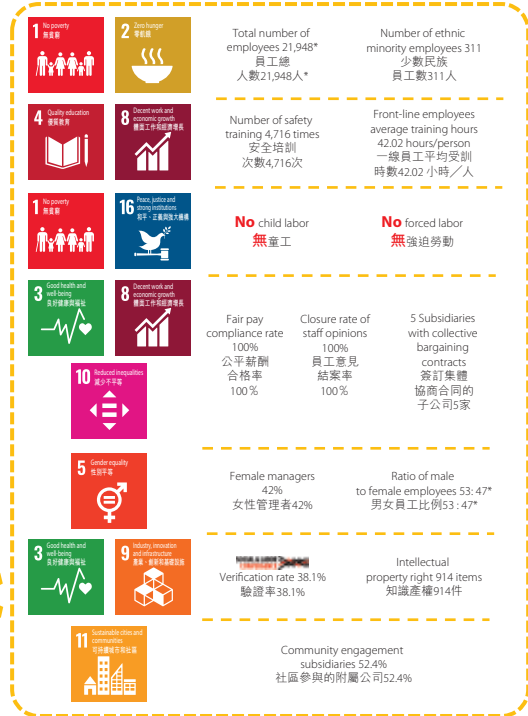 1 No poverty
無貧窮
2 Zero hunger
零飢餓
Total number of
employees 21,948*
員工總
人數21,948人*
Number of ethnic
minority employees 311
少數民族
員工數311人
4 Quality education
優質教育
8 Decent work and
economic growth
體面工作和經濟增長
Number of safety
training 4,716 times
安全培訓
次數4,716次
Front-line employees
average training hours
42.02 hours/person
一線員工平均受訓
時數42.02 小時／人
1 No poverty
無貧窮
16 Peace, justice and
strong institutions
和平、正義與強大機構
No child labor
無童工
No forced labor
無強迫勞動
3 Good health and
well-being
良好健康與福祉
8 Decent work and
economic growth
體面工作和經濟增長
10 Reduced inequalities
減少不平等
Fair pay
compliance rate
100%
公平薪酬
合格率
100％
Closure rate of
staff opinions
100%
員工意見
結案率
100％
5 Subsidiaries
with collective
bargaining
contracts
簽訂集體
協商合同的
子公司5家
5 Gender equality
性別平等
Female managers
42%
女性管理者42%
Ratio of male
to female employees 53: 47*
男女員工比例53 : 47*
3 Good health and
well-being
良好健康與福祉
9 Industry, innovation
and infrastructure
產業、創新和基礎設施
Verification rate 38.1%
驗證率38.1%
Intellectual
property right 914 items
知識產權914件
11 Sustainable cities and
communities
可持續城市和社區
Community engagement
subsidiaries 52.4%
社區參與的附屬公司52.4%